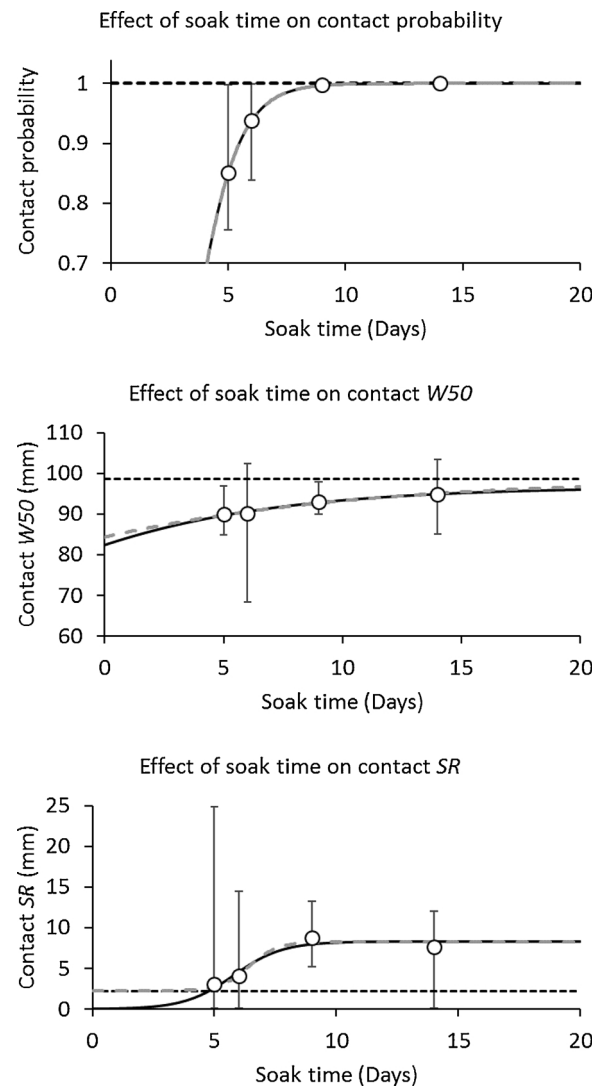 Effect of soak time on contact probability
Contact probability
1
0.9
0.8
0.7
0 5 10 15 20
Soak time (Days)
Effect of soak time on contact W50
Contact W50 (mm)
110
100
90
80
70
60
0 5 10 15 20
Soak time (Days)
Effect of soak time on contact SR
Contact SR (mm)
25
20
15
10
5
0
0 5 10 15 20
Soak time (Days)